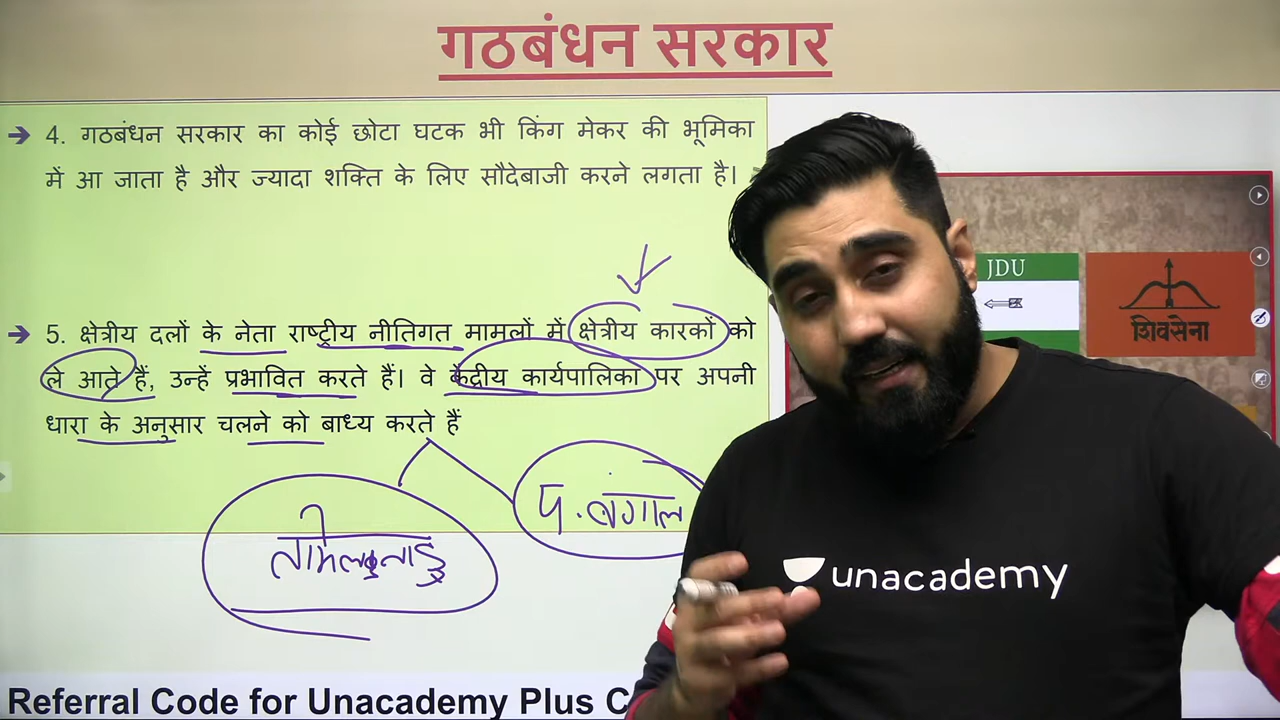 गठबंधन सरकार
→ 4. गठबंधन सरकार का कोई छोटा घटक भी किंग मेकर की भूमिका
में आ जाता है और ज्यादा शक्ति के लिए सौदेबाजी करने लगता है।
→ 5. क्षेत्रीय दलों के नेता राष्ट्रीय नीतिगत मामलों में क्षेत्रीय कारकों को
ले आते हैं, उन्हें प्रभावित करते हैं। वे केंद्रीय कार्यपालिका पर अपनी
धारा के अनुसार चलने को बाध्य करते हैं
प. बंगाल
तमिलनाडु
JDU
शिवसेना
unacademy
Referral Code for Unacademy Plus C